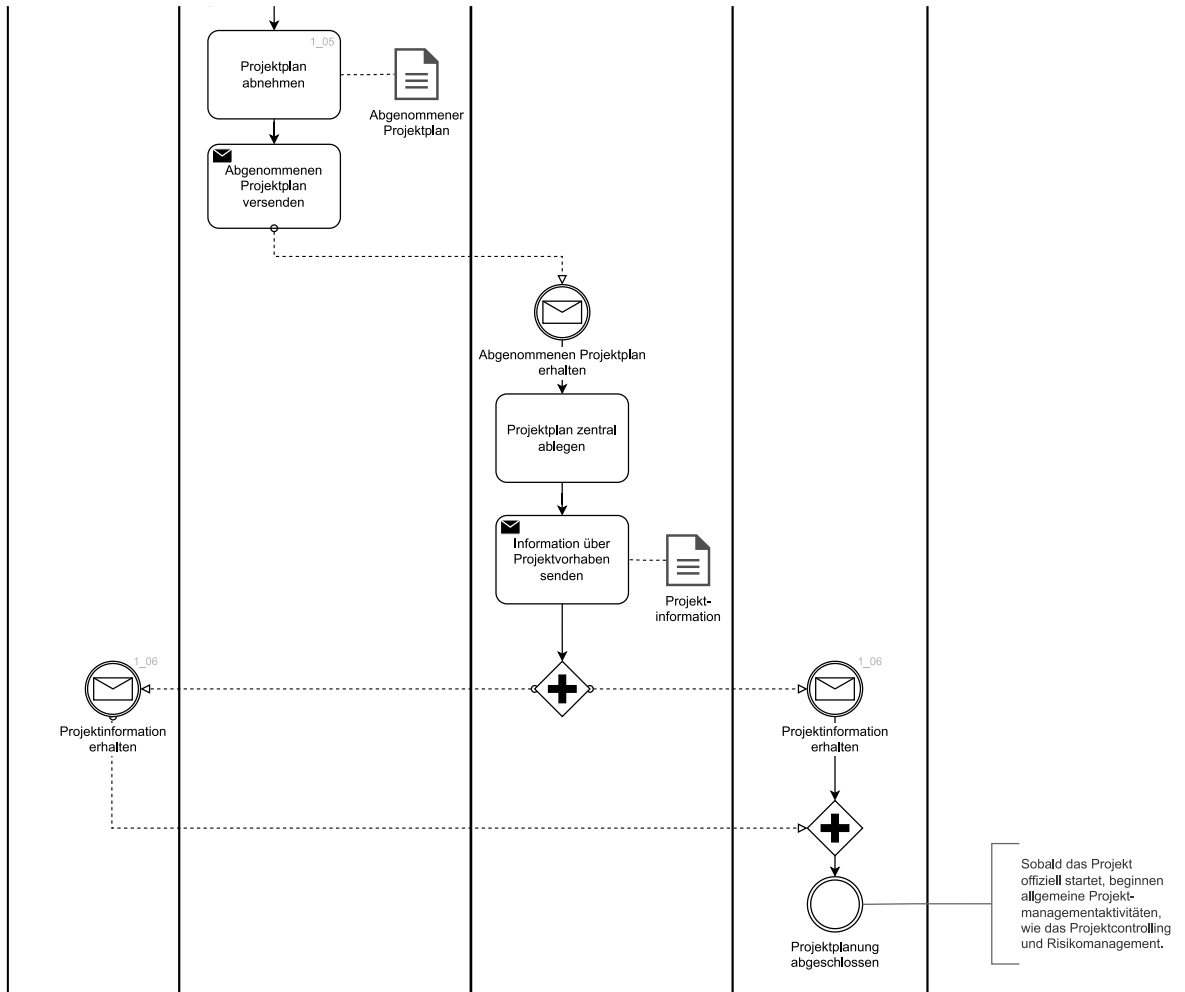 1_05
Projektplan
abnehmen
Abgenommener
Projektplan
Abgenommenen
Projektplan
versenden
Abgenommenen Projektplan
erhalten
Projektplan zentral
ablegen
Information über
Projektvorhaben
senden
Projekt-
information
1_06
Projektinformation
erhalten
1_06
Projektinformation
erhalten
Sobald das Projekt
offiziell startet, beginnen
allgemeine Projekt-
managementaktivitäten,
wie das Projektcontrolling
und Risikomanagement.
Projektplanung
abgeschlossen